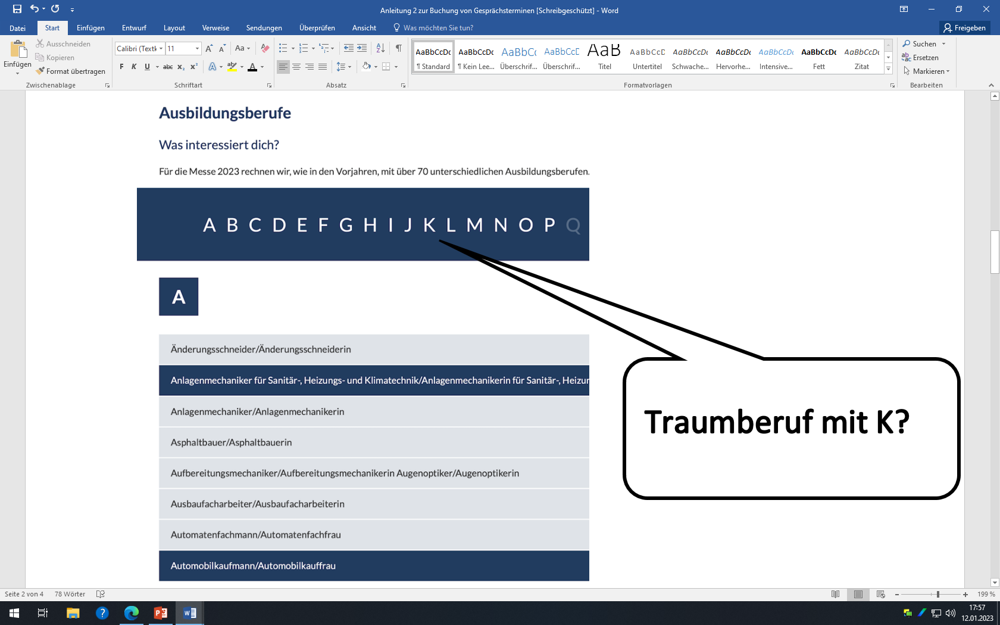 Anleitung 2 zur Buchung von Gesprächsterminen [Schreibgeschützt] - Word
Datei Start Einfügen Entwurf Layout Verweise Sendungen Überprüfen Ansicht Was möchten Sie tun? Freigeben
Einfügen
Ausschneiden
Kopieren
Format übertragen
Zwischenablage
Calibri (Textk 11
F K U abc x₂ x²
Schriftart
Absatz
AaBbCcDc AaBbCcDc AaBbCc AaBbCcD AaB AaBbCcD AaBbCcDc AaBbCcDc AaBbCcDc AaBbCcDc AaBbCcDc
¶ Standard ¶ Kein Lee... Überschrif... Überschrif... Titel Untertitel Schwache... Hervorhe... Intensive... Fett Zitat
Formatvorlagen
Suchen
Ersetzen
Markieren
Bearbeiten
Ausbildungsberufe
Was interessiert dich?
Für die Messe 2023 rechnen wir, wie in den Vorjahren, mit über 70 unterschiedlichen Ausbildungsberufen.
A B C D E F G H I J K L M N O P Q
A
Änderungsschneider/Änderungsschneiderin
Anlagenmechaniker für Sanitär-, Heizungs- und Klimatechnik/Anlagenmechanikerin für Sanitär-, Heizun
Anlagenmechaniker/Anlagenmechanikerin
Asphaltbauer/Asphaltbauerin
Aufbereitungsmechaniker/Aufbereitungsmechanikerin Augenoptiker/Augenoptikerin
Ausbaufacharbeiter/Ausbaufacharbeiterin
Automatenfachmann/Automatenfachfrau
Automobilkaufmann/Automobilkauffrau
Traumberuf mit K?
Seite 2 von 4 78 Wörter 199 %
17:57
12.01.2023